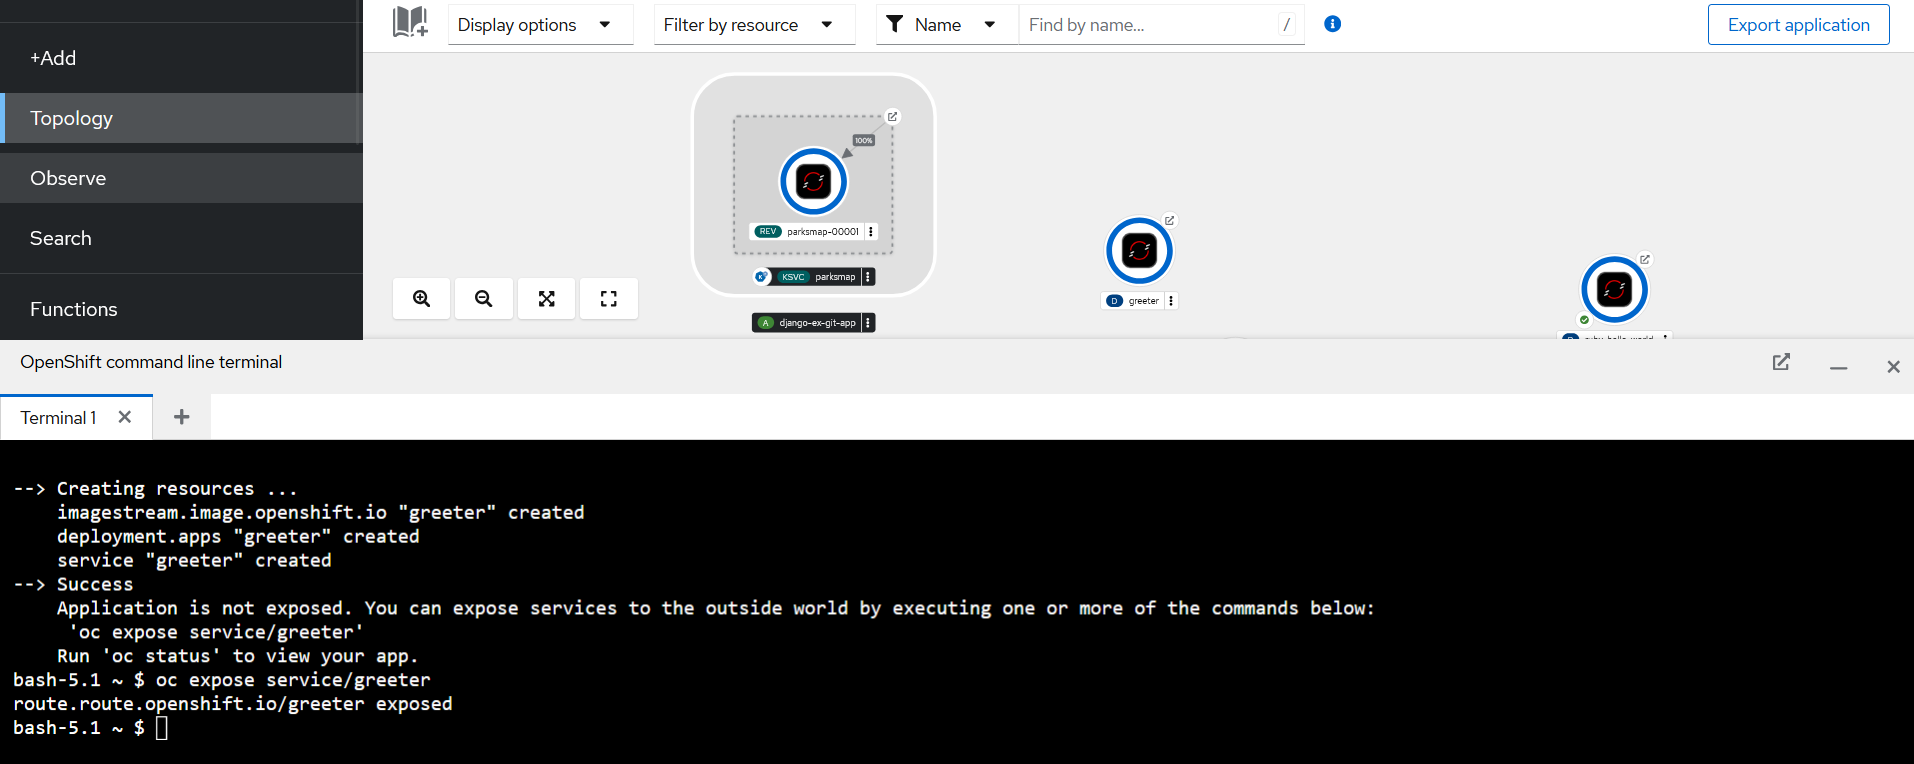 Display options
Filter by resource
Name
Find by name...
/
Export application
+Add
Topology
Observe
Search
Functions
100%
REV parksmap-00001
KSVC parksmap
A django-ex-git-app
D greeter
OpenShift command line terminal
Terminal 1
--> Creating resources ...
imagestream.image.openshift.io "greeter" created
deployment.apps "greeter" created
service "greeter" created
--> Success
Application is not exposed. You can expose services to the outside world by executing one or more of the commands below:
'oc expose service/greeter'
Run 'oc status' to view your app.
bash-5.1 ~ $ oc expose service/greeter
route.route.openshift.io/greeter exposed
bash-5.1 ~ $